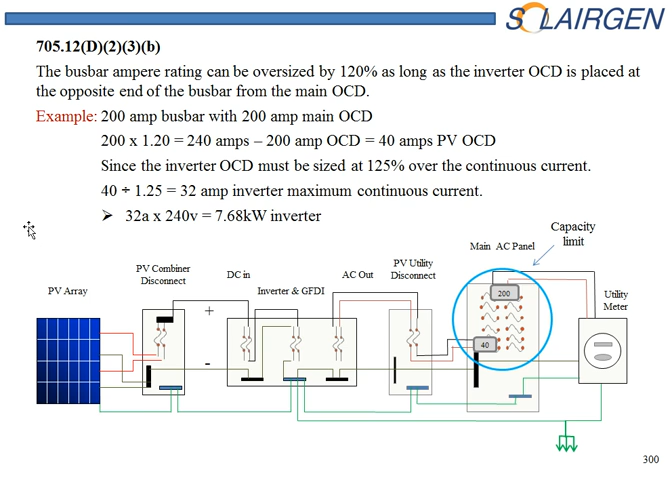 SOLAIRGEN
705.12(D)(2)(3)(b)
The busbar ampere rating can be oversized by 120% as long as the inverter OCD is placed at
the opposite end of the busbar from the main OCD.
Example: 200 amp busbar with 200 amp main OCD
200 x 1.20 = 240 amps – 200 amp OCD = 40 amps PV OCD
Since the inverter OCD must be sized at 125% over the continuous current.
40 ÷ 1.25 = 32 amp inverter maximum continuous current.
➤ 32a x 240v = 7.68kW inverter
Capacity
limit
Main AC Panel
PV Utility
Disconnect
PV Combiner
Disconnect
DC in
AC Out
PV Array
Inverter & GFDI
Utility
Meter
200
+
40
-
300